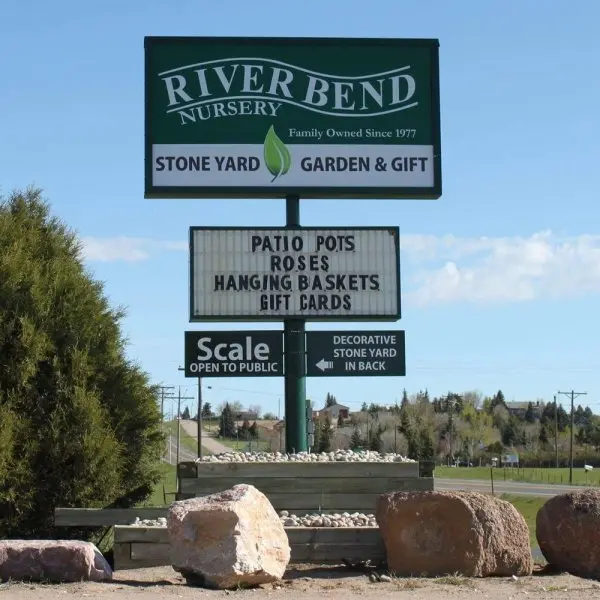 RIVER BEND
NURSERY
Family Owned Since 1977
STONE YARD GARDEN & GIFT
PATIO POTS
ROSES
HANGING BASKETS
GIFT CARDS
Scale
OPEN TO PUBLIC
DECORATIVE
STONE YARD
IN BACK